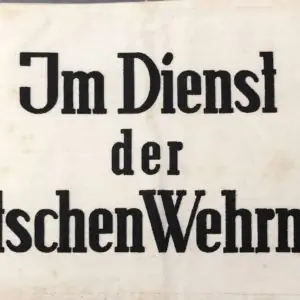 Im Dienst
der
tschenWehrm